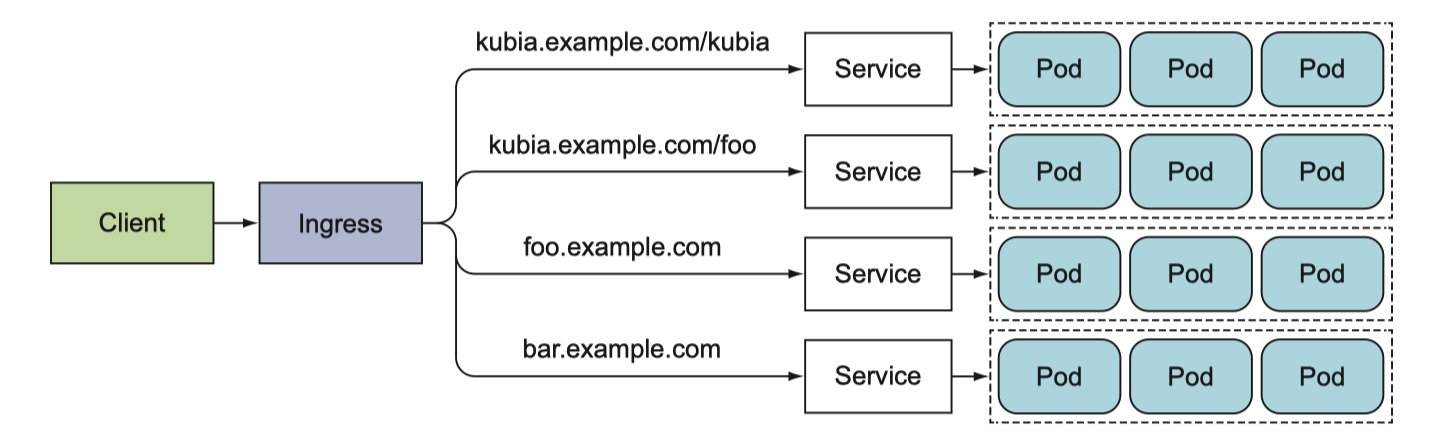 Client
Ingress
kubia.example.com/kubia
Service
Pod
Pod
Pod
kubia.example.com/foo
Service
Pod
Pod
Pod
foo.example.com
Service
Pod
Pod
Pod
bar.example.com
Service
Pod
Pod
Pod